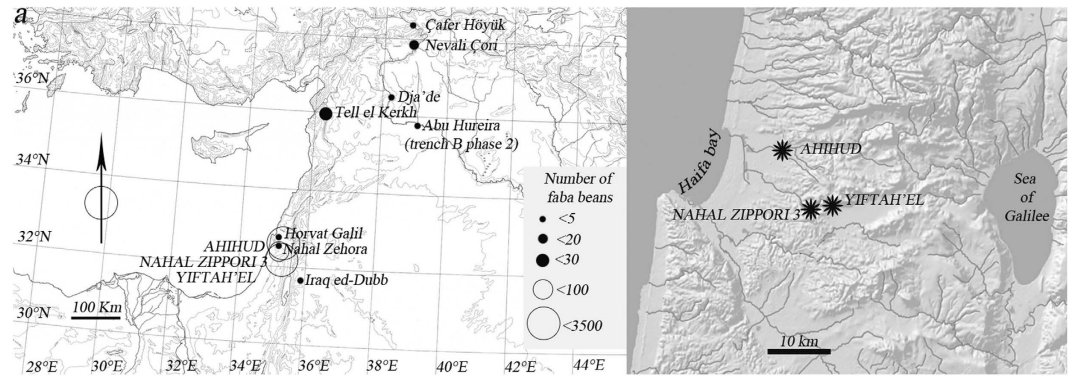 a
Çafer Höyük
Nevali Çori
36°N
Dja'de
Tell el Kerkh
Abu Hureira
(trench B phase 2)
34°N
Number of
faba beans
<5
<20
<30
<100
<3500
32°N
Horvat Galil
AHIHUD
Nahal Zehora
NAHAL ZIPPORI 3
YIFTAH'EL
Iraq ed-Dubb
30°N
100 Km
28°E
30°E
32°E
34°E
36°E
38°E
40°E
42°E
44°E
Haifa bay
AHIHUD
YIFTAH'EL
NAHAL ZIPPORI 3
Sea
of
Galilee
10 km